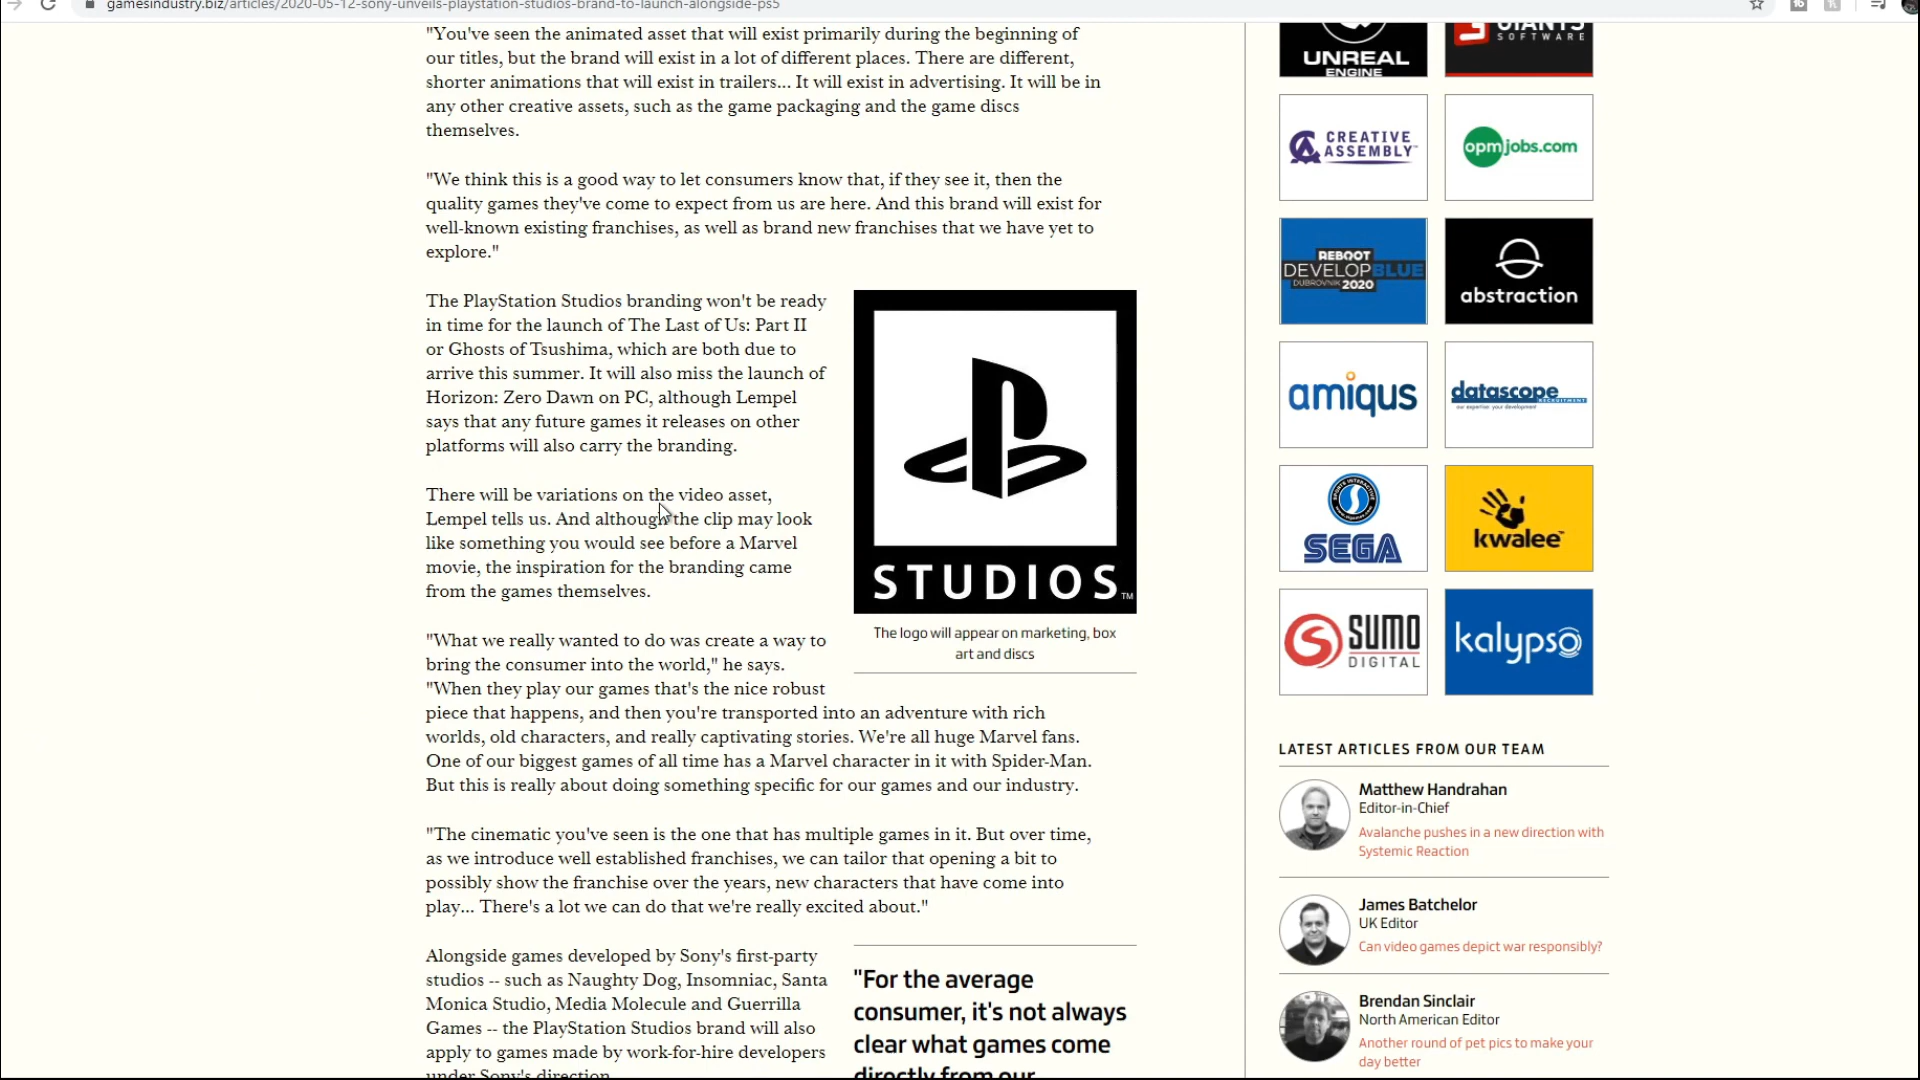 gamesindustry.biz/articles/2020-05-12-sony-unveils-playstation-studios-brand-to-launch-alongside-ps5
"You've seen the animated asset that will exist primarily during the beginning of
our titles, but the brand will exist in a lot of different places. There are different,
shorter animations that will exist in trailers... It will exist in advertising. It will be in
any other creative assets, such as the game packaging and the game discs
themselves.
"We think this is a good way to let consumers know that, if they see it, then the
quality games they've come to expect from us are here. And this brand will exist for
well-known existing franchises, as well as brand new franchises that we have yet to
explore."
The PlayStation Studios branding won't be ready
in time for the launch of The Last of Us: Part II
or Ghosts of Tsushima, which are both due to
arrive this summer. It will also miss the launch of
Horizon: Zero Dawn on PC, although Lempel
says that any future games it releases on other
platforms will also carry the branding.
There will be variations on the video asset,
Lempel tells us. And although the clip may look
like something you would see before a Marvel
movie, the inspiration for the branding came
from the games themselves.
STUDIOS™
The logo will appear on marketing, box
art and discs
"What we really wanted to do was create a way to
bring the consumer into the world," he says.
"When they play our games that's the nice robust
piece that happens, and then you're transported into an adventure with rich
worlds, old characters, and really captivating stories. We're all huge Marvel fans.
One of our biggest games of all time has a Marvel character in it with Spider-Man.
But this is really about doing something specific for our games and our industry.
"The cinematic you've seen is the one that has multiple games in it. But over time,
as we introduce well established franchises, we can tailor that opening a bit to
possibly show the franchise over the years, new characters that have come into
play... There's a lot we can do that we're really excited about."
Alongside games developed by Sony's first-party
studios -- such as Naughty Dog, Insomniac, Santa
Monica Studio, Media Molecule and Guerrilla
Games -- the PlayStation Studios brand will also
apply to games made by work-for-hire developers
under Sony's direction.
"For the average
consumer, it's not always
clear what games come
directly from our
UNREAL
ENGINE
GIANTS
SOFTWARE
CREATIVE
ASSEMBLY™
opmjobs.com
REBOOT
DEVELOPBLUE
DUBROVNIK 2020
abstraction
amiqus
datascope
RECRUITMENT
our expertise: your development
SPORTS INTERACTIVE
SEGA
kwalee™
SUMO
DIGITAL
kalypso
LATEST ARTICLES FROM OUR TEAM
Matthew Handrahan
Editor-in-Chief
Avalanche pushes in a new direction with
Systemic Reaction
James Batchelor
UK Editor
Can video games depict war responsibly?
Brendan Sinclair
North American Editor
Another round of pet pics to make your
day better